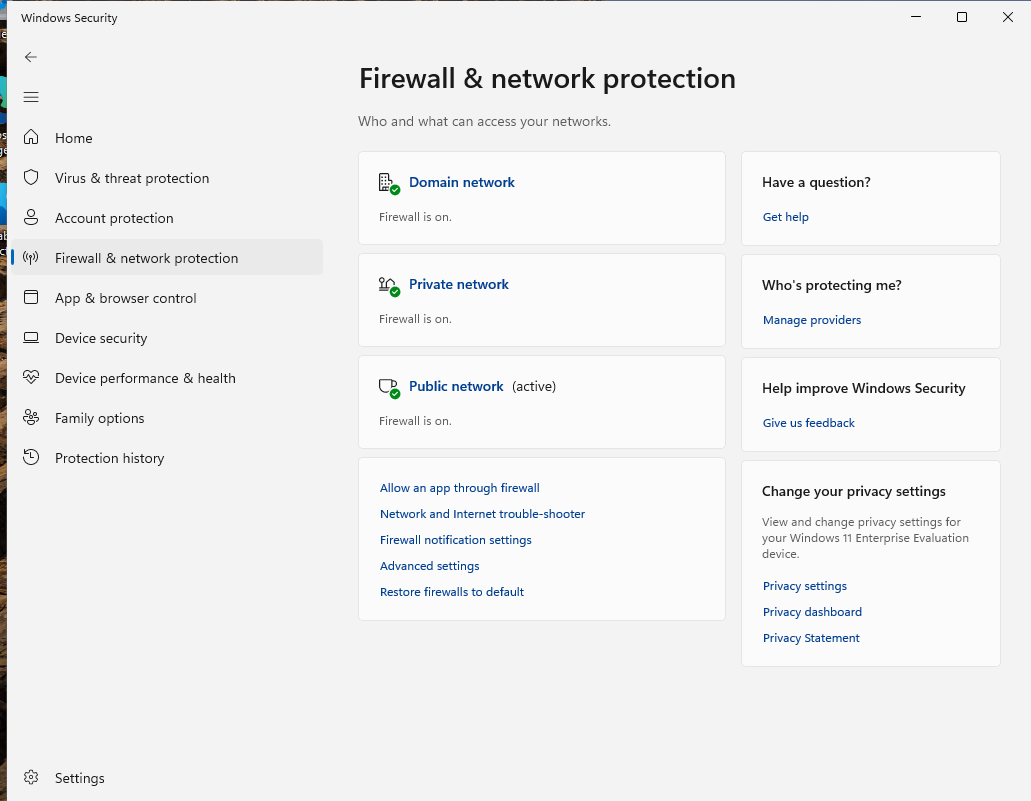 Windows Security
Home
Virus & threat protection
Account protection
Firewall & network protection
App & browser control
Device security
Device performance & health
Family options
Protection history
Settings
Firewall & network protection
Who and what can access your networks.
Domain network
Firewall is on.
Private network
Firewall is on.
Public network (active)
Firewall is on.
Allow an app through firewall
Network and Internet trouble-shooter
Firewall notification settings
Advanced settings
Restore firewalls to default
Have a question?
Get help
Who's protecting me?
Manage providers
Help improve Windows Security
Give us feedback
Change your privacy settings
View and change privacy settings for
your Windows 11 Enterprise Evaluation
device.
Privacy settings
Privacy dashboard
Privacy Statement